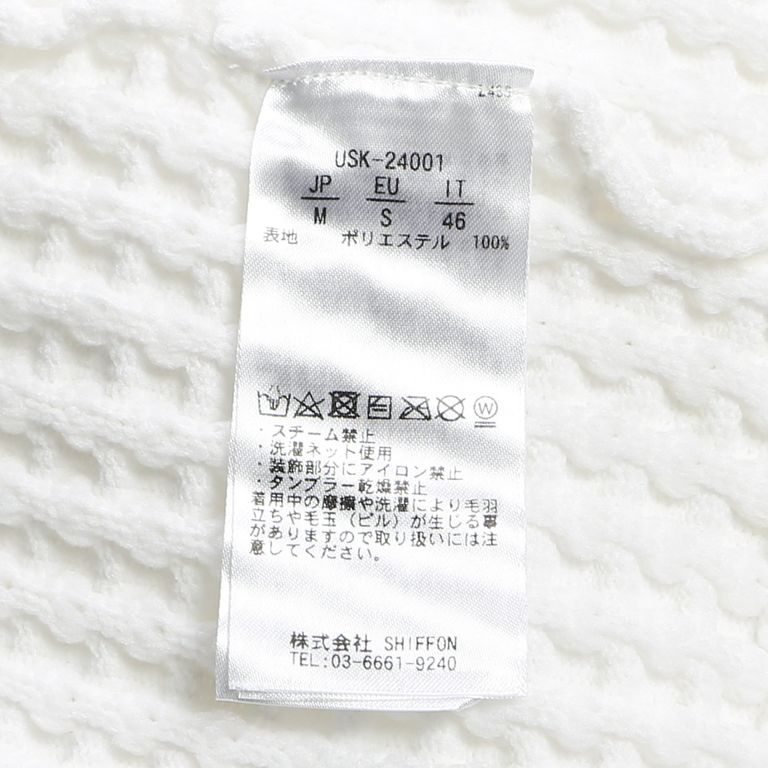 USK-24001
JP EU IT
M S 46
表地 ポリエステル 100%
W
・スチーム禁止
・洗濯ネット使用
・装飾部分にアイロン禁止
・タンブラー乾燥禁止
着用中の摩擦や洗濯により毛羽
立ちや毛玉（ピル）が生じる事
がありますので取り扱いには注
意してください。
株式会社 SHIFFON
TEL:03-6661-9240